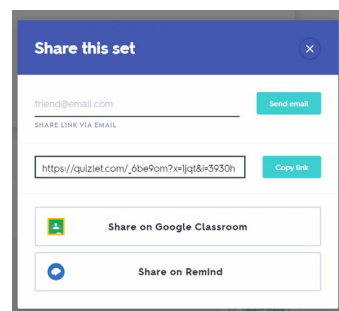 Share this set
friend@email.com
Send email
SHARE LINK VIA EMAIL
https://quizlet.com/_6be9om?x=1jqt&i=3930h
Copy link
Share on Google Classroom
Share on Remind